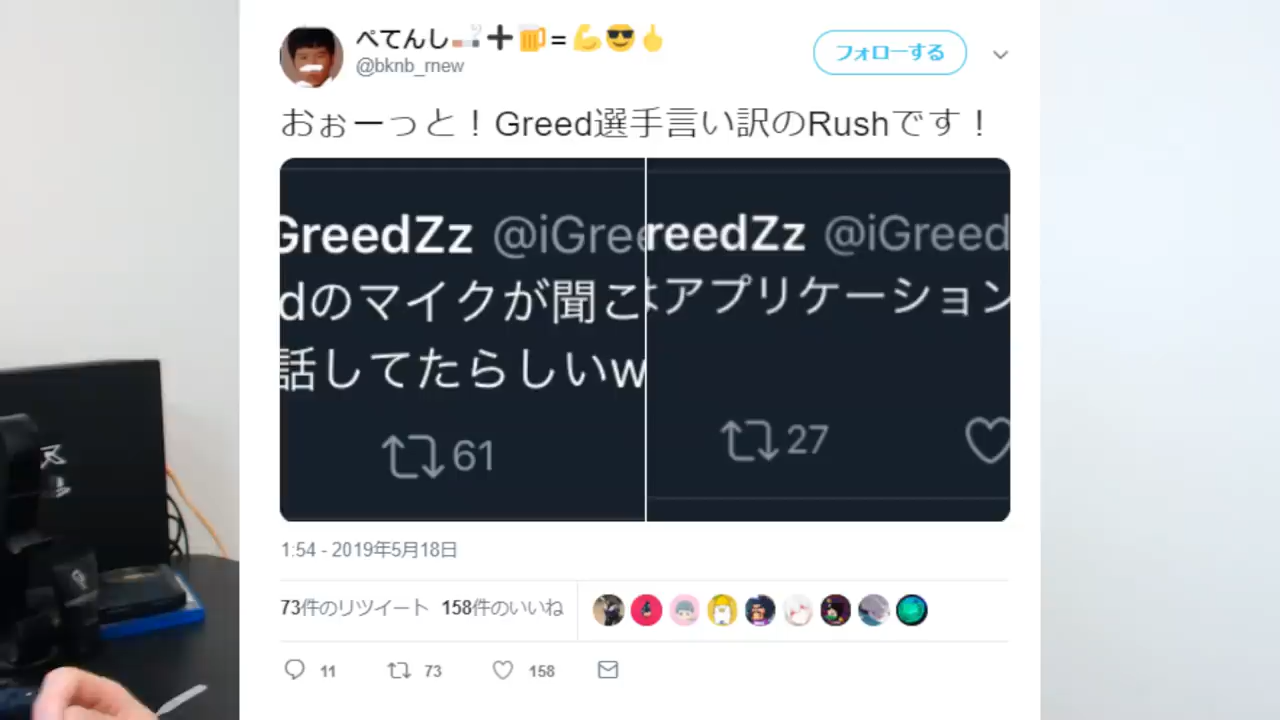 ぺてんし🚬➕🍺=💪😎🖕
@bknb_rnew
フォローする
おぉーっと！Greed選手言い訳のRushです！
GreedZz @iGree
dのマイクが聞こ
話してたらしいw
61
reedZz @iGreed
はアプリケーション
27
1:54 - 2019年5月18日
73件のリツイート 158件のいいね
11 73 158